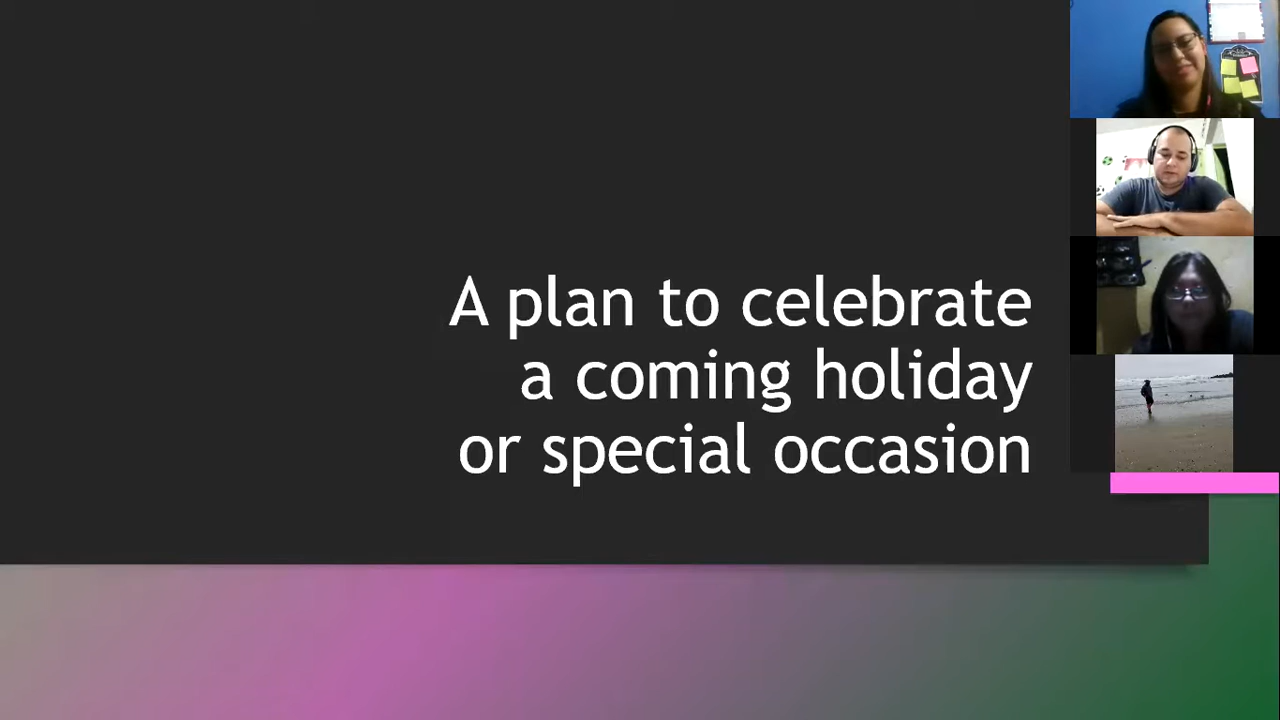 A plan to celebrate
a coming holiday
or special occasion